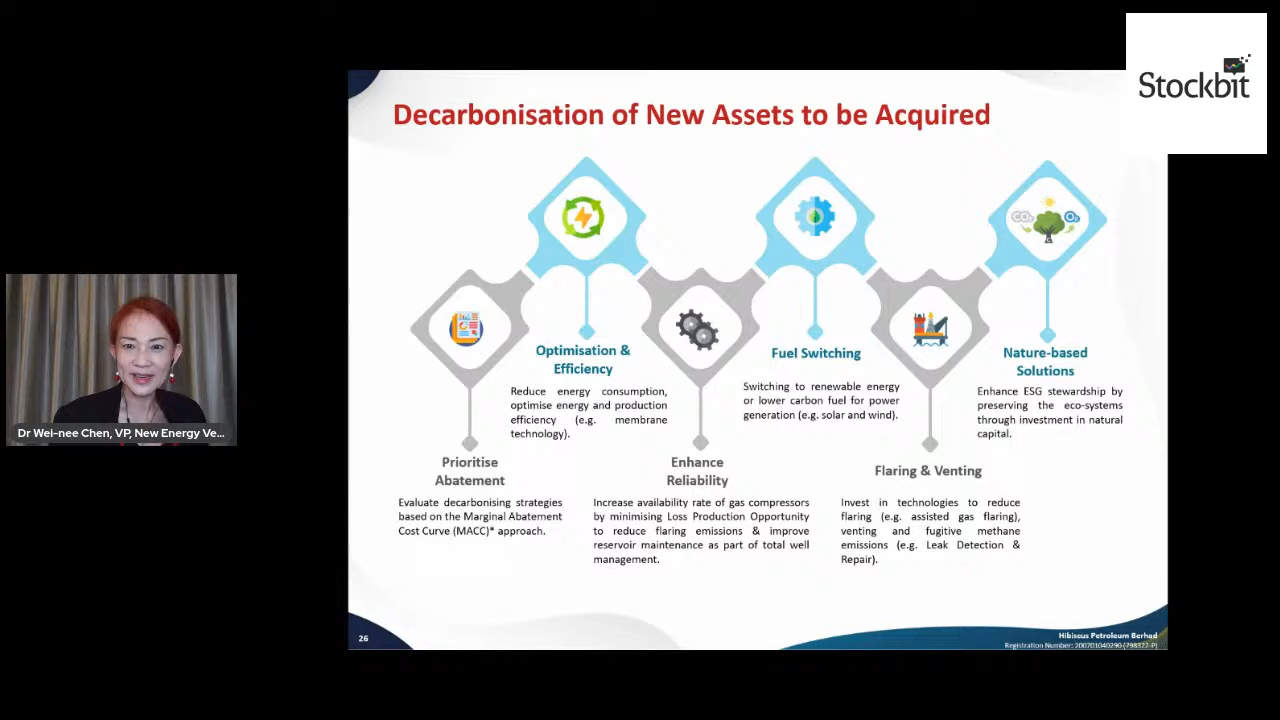 Stockbit
Decarbonisation of New Assets to be Acquired
CO₂
O₂
Optimisation &
Efficiency
Reduce energy consumption,
optimise energy and production
efficiency (e.g. membrane
technology).
Fuel Switching
Switching to renewable energy
or lower carbon fuel for power
generation (e.g. solar and wind).
Nature-based
Solutions
Enhance ESG stewardship by
preserving the eco-systems
through investment in natural
capital.
Prioritise
Abatement
Evaluate decarbonising strategies
based on the Marginal Abatement
Cost Curve (MACC)* approach.
Enhance
Reliability
Increase availability rate of gas compressors
by minimising Loss Production Opportunity
to reduce flaring emissions & improve
reservoir maintenance as part of total well
management.
Flaring & Venting
Invest in technologies to reduce
flaring (e.g. assisted gas flaring),
venting and fugitive methane
emissions (e.g. Leak Detection &
Repair).
Dr Wei-nee Chen, VP, New Energy Ve...
26
Hibiscus Petroleum Berhad
Registration Number: 200701040290 (798322-P)